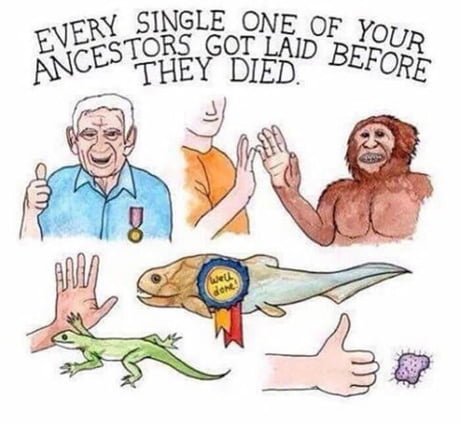 EVERY SINGLE ONE OF YOUR
ANCESTORS GOT LAID BEFORE
THEY DIED.
well
done!